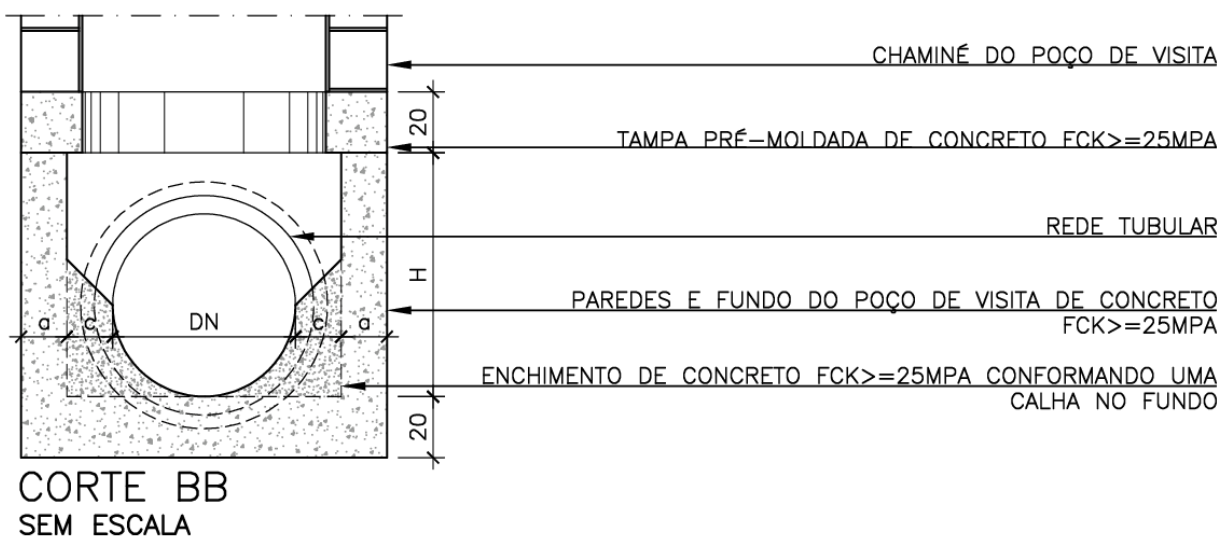 CHAMINÉ DO POÇO DE VISITA
20
TAMPA PRÉ-MOLDADA DE CONCRETO FCK>=25MPA
REDE TUBULAR
H
PAREDES E FUNDO DO POÇO DE VISITA DE CONCRETO
FCK>=25MPA
a c DN c a
ENCHIMENTO DE CONCRETO FCK>=25MPA CONFORMANDO UMA
CALHA NO FUNDO
20
CORTE BB
SEM ESCALA